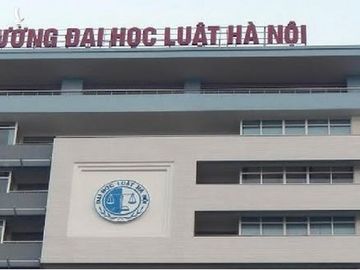 ƯỜNG ĐẠI HỌC LUẬT HÀ NỘI
ĐẠI HỌC LUẬT HÀ NỘI